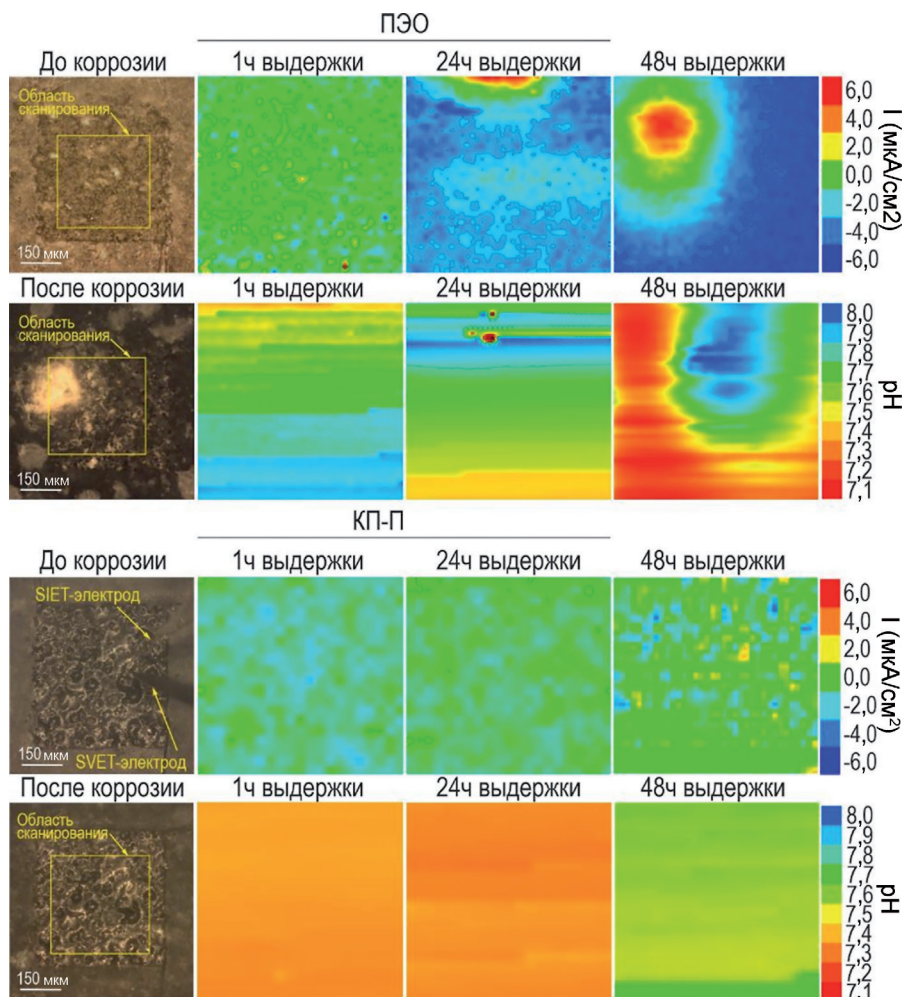 ПЭО
До коррозии
1ч выдержки
24ч выдержки
48ч выдержки
Область
сканирования
150 мкм
6,0
4,0
2,0
0,0
-2,0
-4,0
-6,0
I (мкА/см2)
После коррозии
1ч выдержки
24ч выдержки
48ч выдержки
Область
сканирования
150 мкм
8,0
7,9
7,8
7,7
7,6
7,5
7,4
7,3
7,2
7,1
pH
КП-П
До коррозии
1ч выдержки
24ч выдержки
48ч выдержки
SIET-электрод
SVET-электрод
150 мкм
6,0
4,0
2,0
0,0
-2,0
-4,0
-6,0
I (мкА/см²)
После коррозии
1ч выдержки
24ч выдержки
48ч выдержки
Область
сканирования
150 мкм
8,0
7,9
7,8
7,7
7,6
7,5
7,4
7,3
7,2
7,1
pH